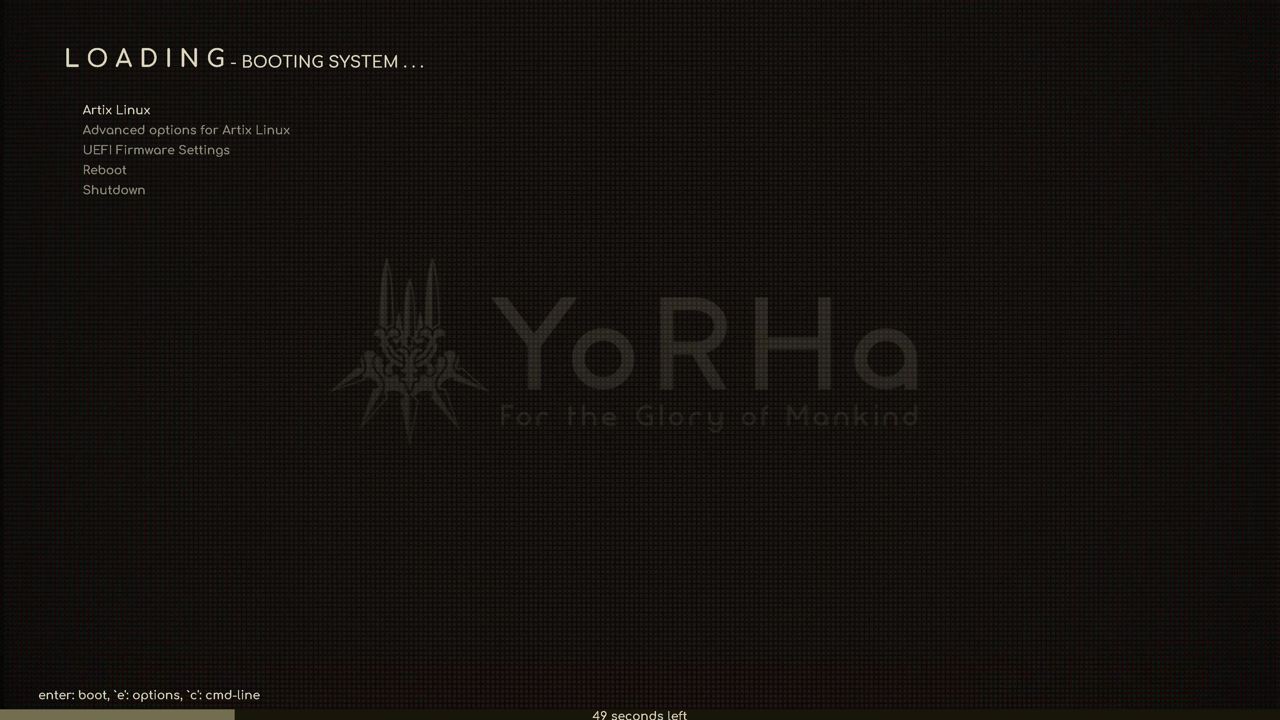 LOADING - BOOTING SYSTEM . . .
Artix Linux
Advanced options for Artix Linux
UEFI Firmware Settings
Reboot
Shutdown
YoRHa
For the Glory of Mankind
enter: boot, `e': options, `c': cmd-line
49 seconds left